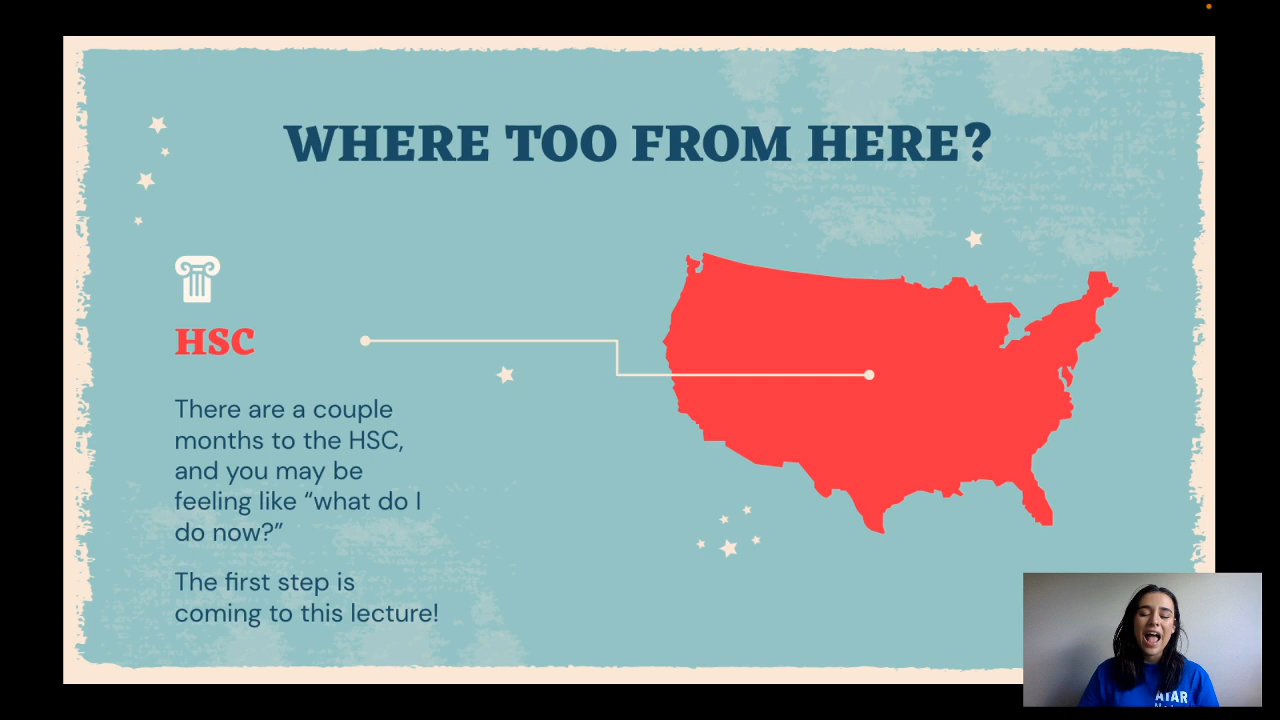 WHERE TOO FROM HERE?
HSC
There are a couple
months to the HSC,
and you may be
feeling like “what do I
do now?”
The first step is
coming to this lecture!
ATAR